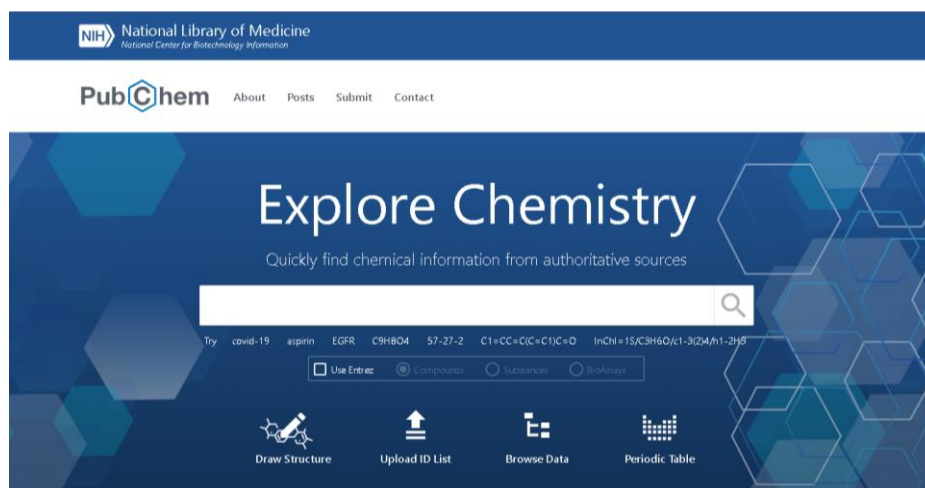 NIH National Library of Medicine
National Center for Biotechnology Information
PubChem About Posts Submit Contact
Explore Chemistry
Quickly find chemical information from authoritative sources
Try covid-19 aspirin EGFR C9H8O4 57-27-2 C1=CC=C(C=C1)C=O InChI=1S/C3H6O/c1-3(2)4/h1-2H3
Use Entrez Compounds Substances BioAssays
Draw Structure Upload ID List Browse Data Periodic Table